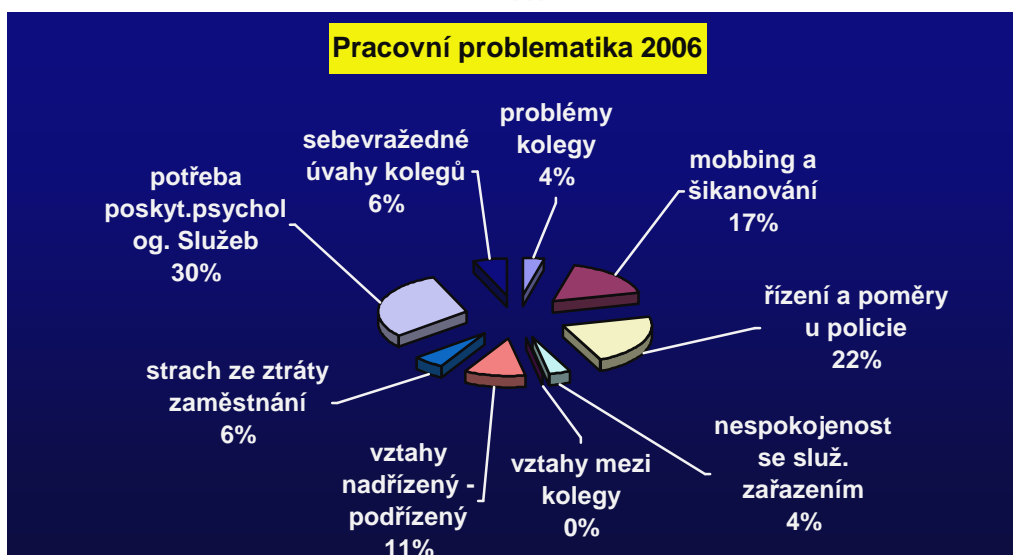 Pracovní problematika 2006
problémy
kolegy
4%
sebevražedné
úvahy kolegů
6%
mobbing a
šikanování
17%
potřeba
poskyt.psychol
og. Služeb
30%
řízení a poměry
u policie
22%
strach ze ztráty
zaměstnání
6%
nespokojenost
se služ.
zařazením
4%
vztahy
nadřízený -
podřízený
11%
vztahy mezi
kolegy
0%